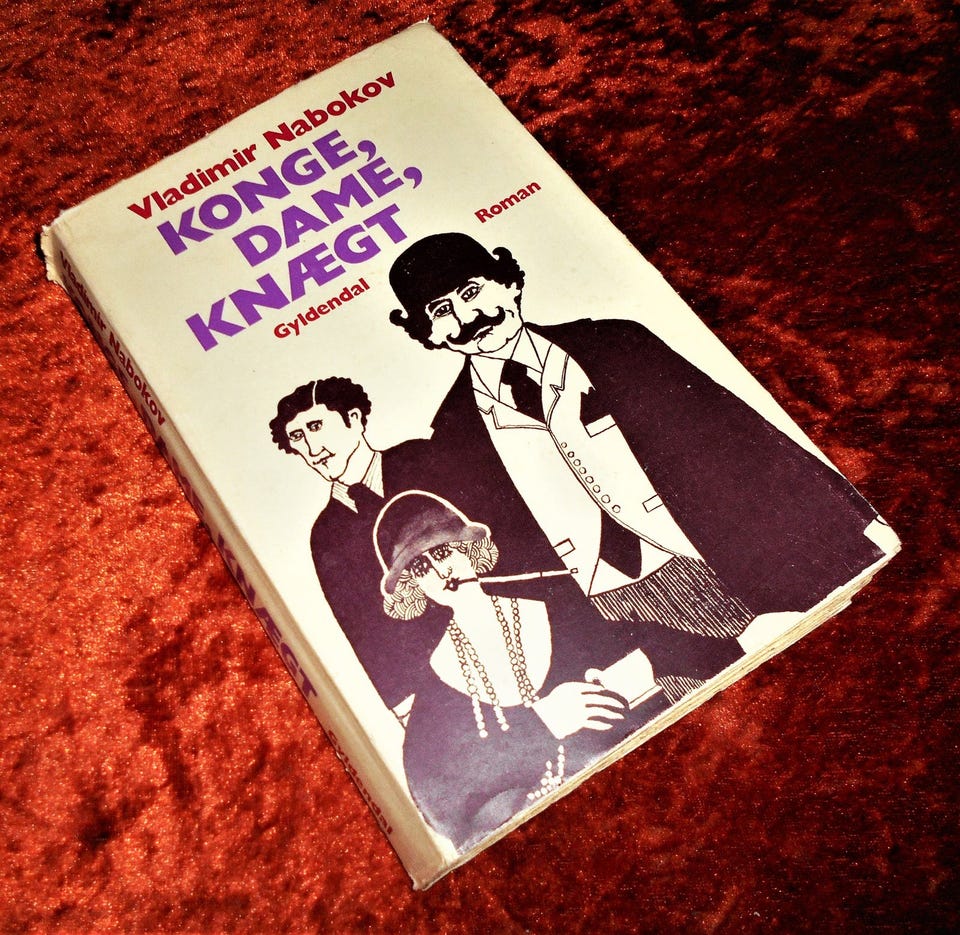 Vladimir Nabokov
KONGE,
DAME,
KNÆGT
Roman
Gyldendal
Vladimir Nabokov KNÆGT Gyldendal